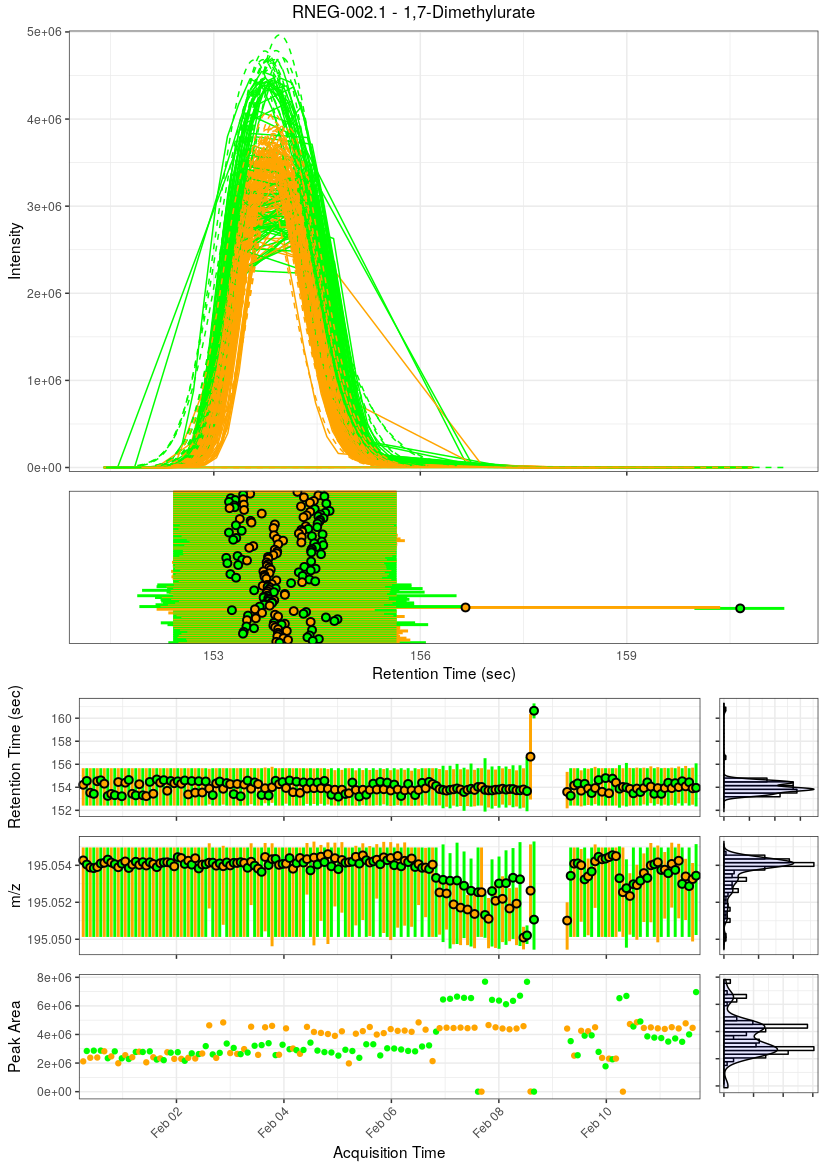 RNEG-002.1 - 1,7-Dimethylurate
5e+06
4e+06
3e+06
2e+06
1e+06
0e+00
Intensity
153
156
159
Retention Time (sec)
160
158
156
154
152
Retention Time (sec)
195.054
195.052
195.050
m/z
8e+06
6e+06
4e+06
2e+06
0e+00
Peak Area
Feb 02
Feb 04
Feb 06
Feb 08
Feb 10
Acquisition Time